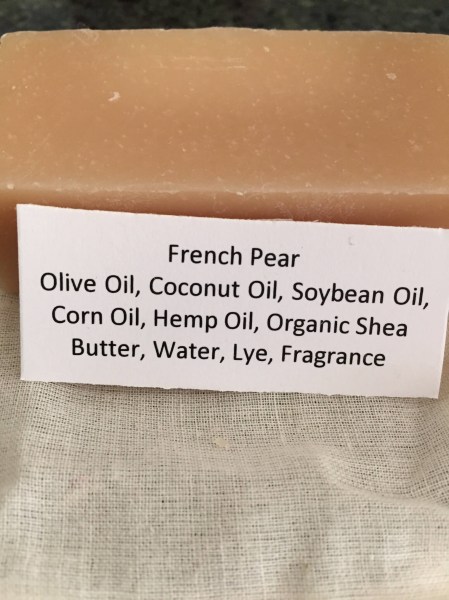 French Pear
Olive Oil, Coconut Oil, Soybean Oil,
Corn Oil, Hemp Oil, Organic Shea
Butter, Water, Lye, Fragrance